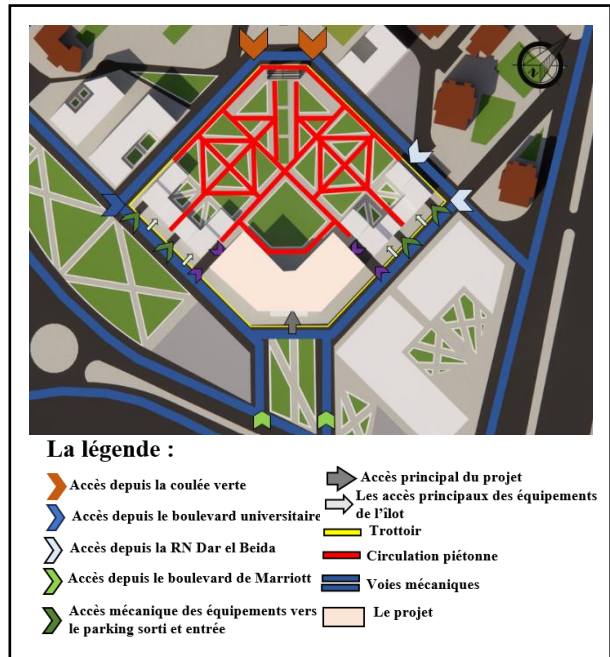 La légende :
Accès depuis la coulée verte
Accès depuis le boulevard universitaire
Accès depuis la RN Dar el Beida
Accès depuis le boulevard de Marriott
Accès mécanique des équipements vers
le parking sorti et entrée
Accès principal du projet
Les accès principaux des équipements
de l'îlot
Trottoir
Circulation piétonne
Voies mécaniques
Le projet